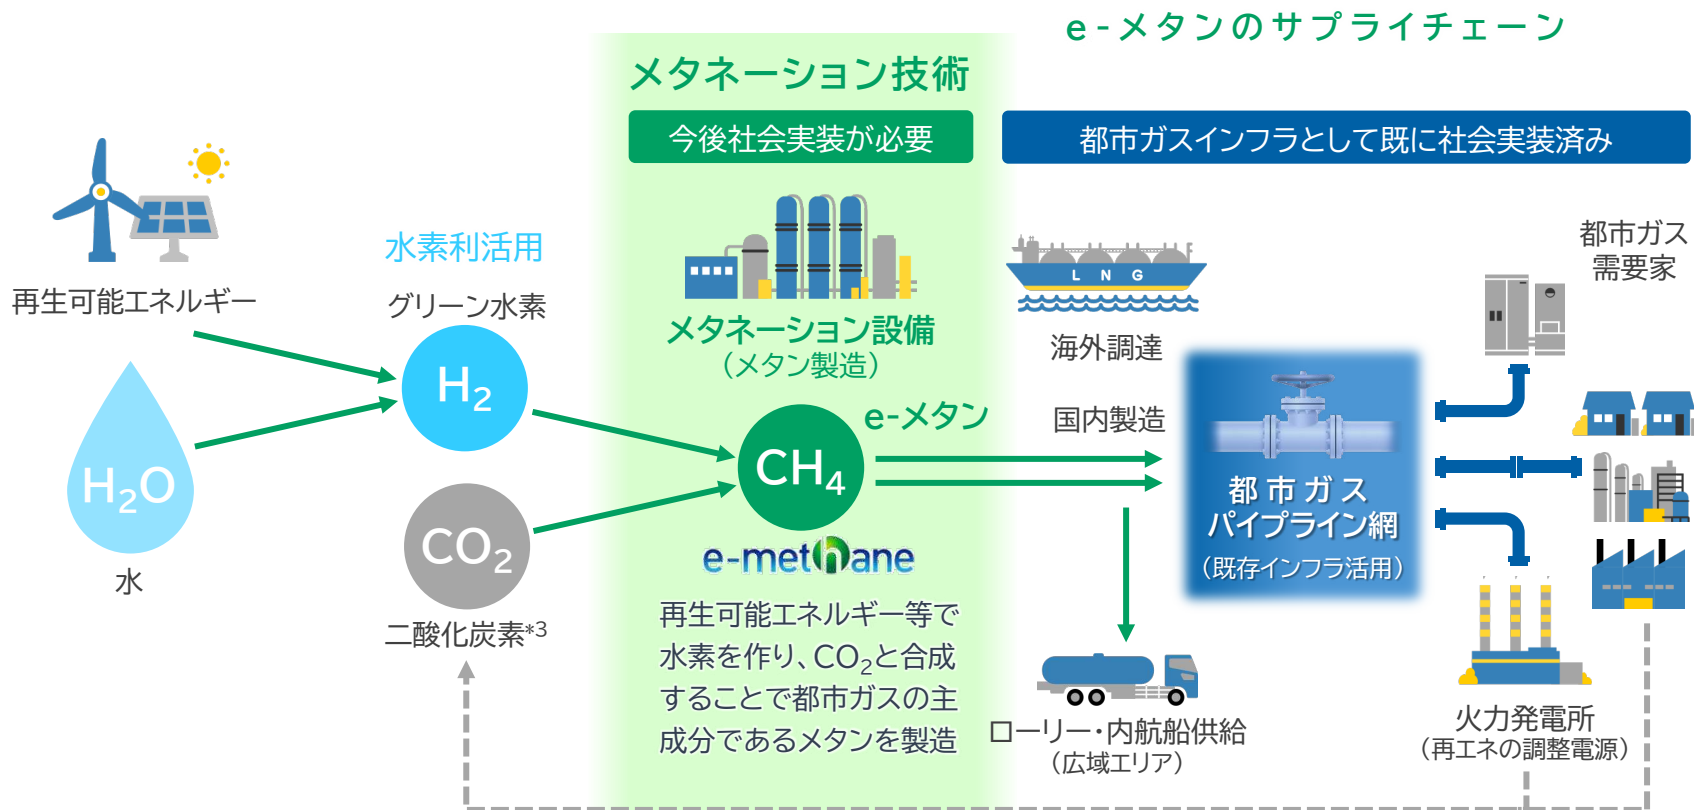 e-メタンのサプライチェーン
メタネーション技術
今後社会実装が必要
都市ガスインフラとして既に社会実装済み
再生可能エネルギー
水素利活用
グリーン水素
H₂
H₂O
水
CO₂
二酸化炭素*3
メタネーション設備
（メタン製造）
e-メタン
CH₄
e-methane
再生可能エネルギー等で
水素を作り、CO₂と合成
することで都市ガスの主
成分であるメタンを製造
LNG
海外調達
国内製造
都市ガス
パイプライン網
（既存インフラ活用）
ローリー・内航船供給
（広域エリア）
都市ガス
需要家
火力発電所
（再エネの調整電源）